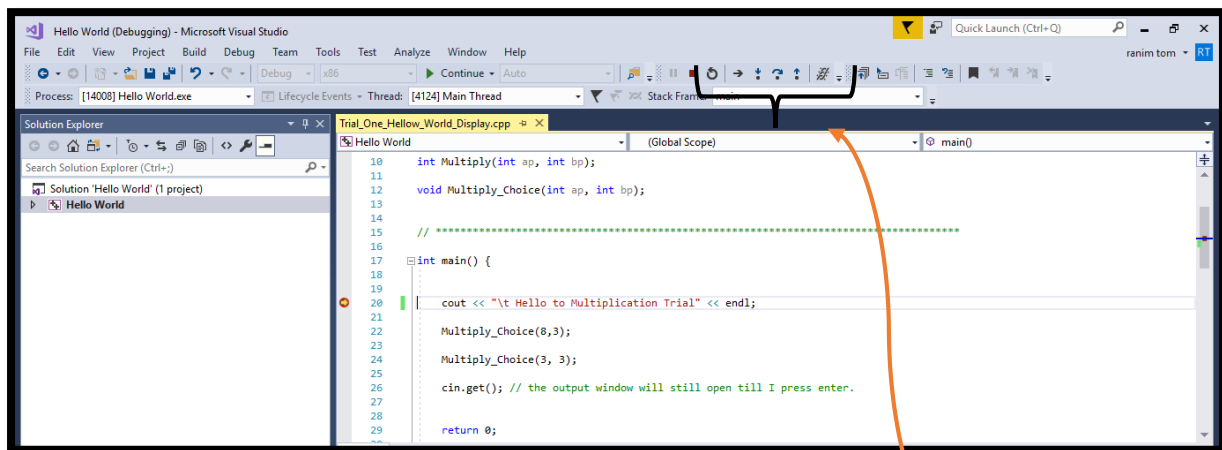 Hello World (Debugging) - Microsoft Visual Studio
Quick Launch (Ctrl+Q)
File Edit View Project Build Debug Team Tools Test Analyze Window Help
ranim tom RT
Debug x86 Continue Auto
Process: [14008] Hello World.exe Lifecycle Events Thread: [4124] Main Thread Stack Frame: main
Solution Explorer
Trial_One_Hellow_World_Display.cpp
Hello World (Global Scope) main()
Search Solution Explorer (Ctrl+;)
Solution 'Hello World' (1 project)
Hello World
10 int Multiply(int ap, int bp);
11
12 void Multiply_Choice(int ap, int bp);
13
14
15 // *************************************************************************************
16
17 int main() {
18
19
20 cout << "\t Hello to Multiplication Trial" << endl;
21
22 Multiply_Choice(8,3);
23
24 Multiply_Choice(3, 3);
25
26 cin.get(); // the output window will still open till I press enter.
27
28
29 return 0;